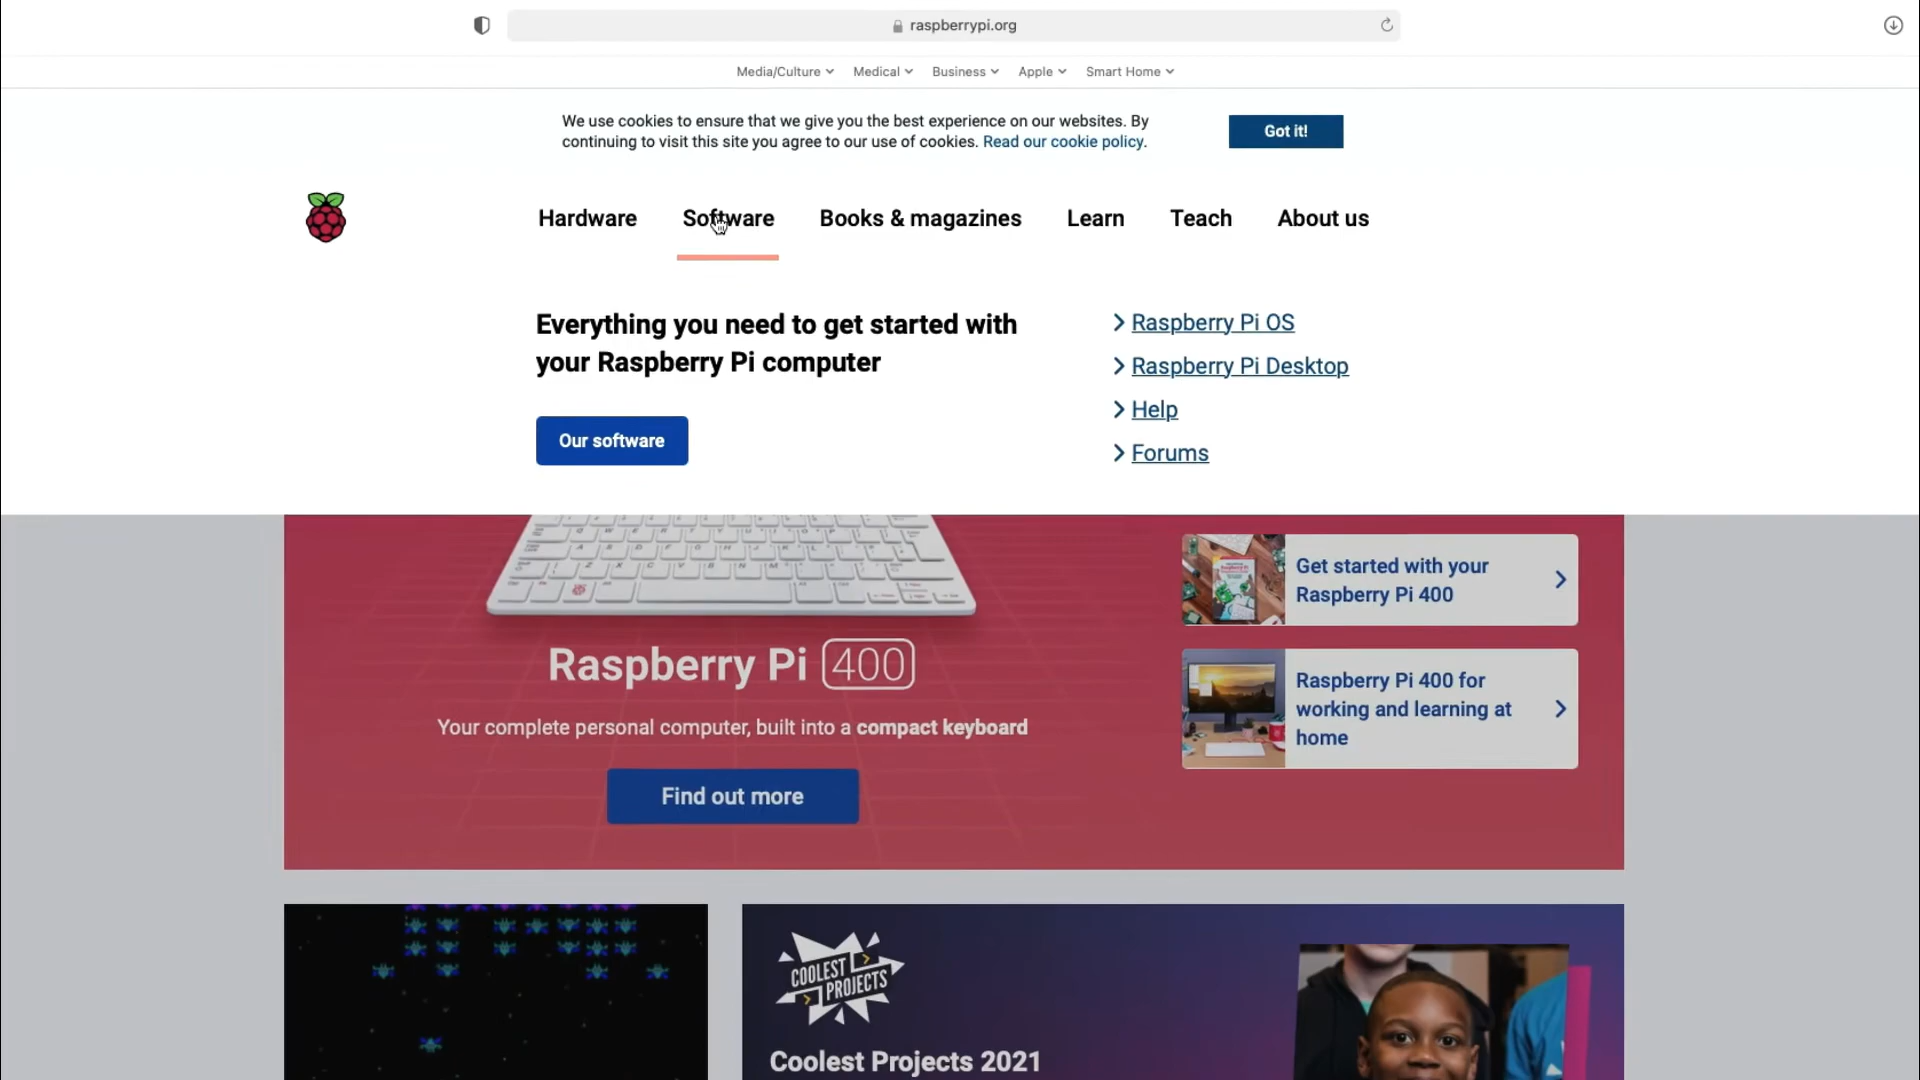 raspberrypi.org
Media/Culture Medical Business Apple Smart Home
We use cookies to ensure that we give you the best experience on our websites. By
continuing to visit this site you agree to our use of cookies. Read our cookie policy.
Got it!
Hardware Software Books & magazines Learn Teach About us
Everything you need to get started with
your Raspberry Pi computer
Our software
Raspberry Pi OS
Raspberry Pi Desktop
Help
Forums
Raspberry Pi 400
Your complete personal computer, built into a compact keyboard
Find out more
Get started with your
Raspberry Pi 400
Raspberry Pi 400 for
working and learning at
home
COOLEST
PROJECTS
Coolest Projects 2021